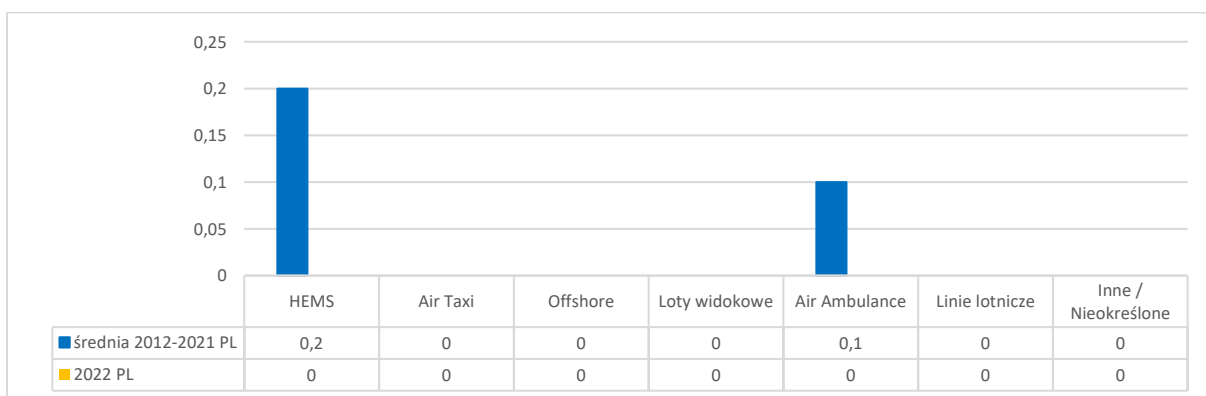 0,25
0,2
0,15
0,1
0,05
0
HEMS Air Taxi Offshore Loty widokowe Air Ambulance Linie lotnicze Inne /
Nieokreślone
średnia 2012-2021 PL 0,2 0 0 0 0,1 0 0
2022 PL 0 0 0 0 0 0 0